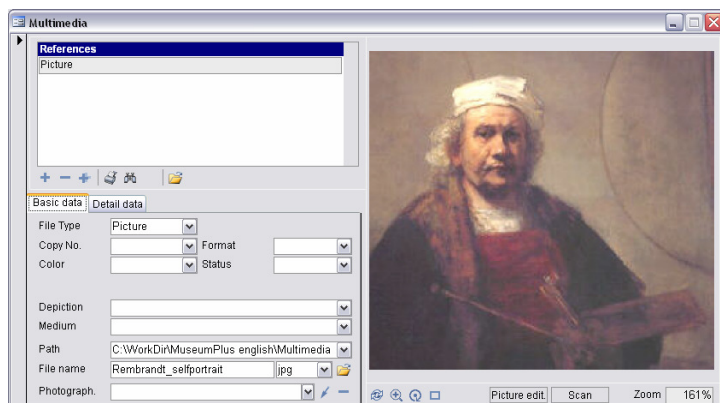 Multimedia
References
Picture
Basic data Detail data
File Type Picture
Copy No. Format
Color Status
Depiction
Medium
Path C:\WorkDir\MuseumPlus english\Multimedia
File name Rembrandt_selfportrait jpg
Photograph. Picture edit. Scan Zoom 161%